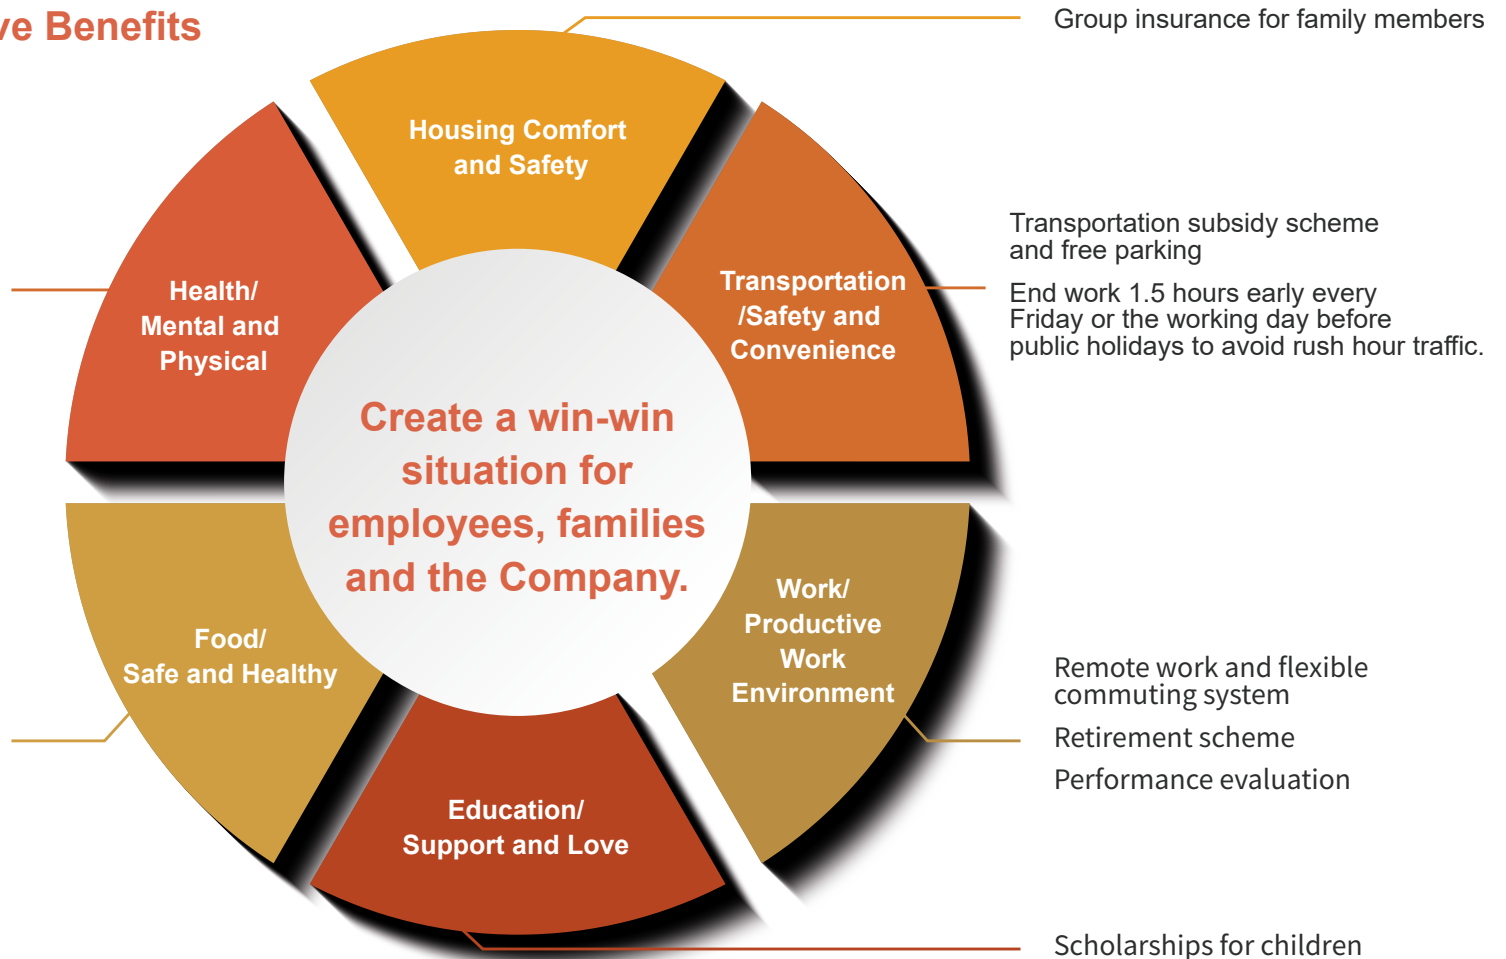 ve Benefits
Group insurance for family members
Housing Comfort
and Safety
Transportation subsidy scheme
and free parking
End work 1.5 hours early every
Friday or the working day before
public holidays to avoid rush hour traffic.
Transportation
/Safety and
Convenience
Health/
Mental and
Physical
Create a win-win
situation for
employees, families
and the Company.
Work/
Productive
Work
Environment
Food/
Safe and Healthy
Remote work and flexible
commuting system
Retirement scheme
Performance evaluation
Education/
Support and Love
Scholarships for children